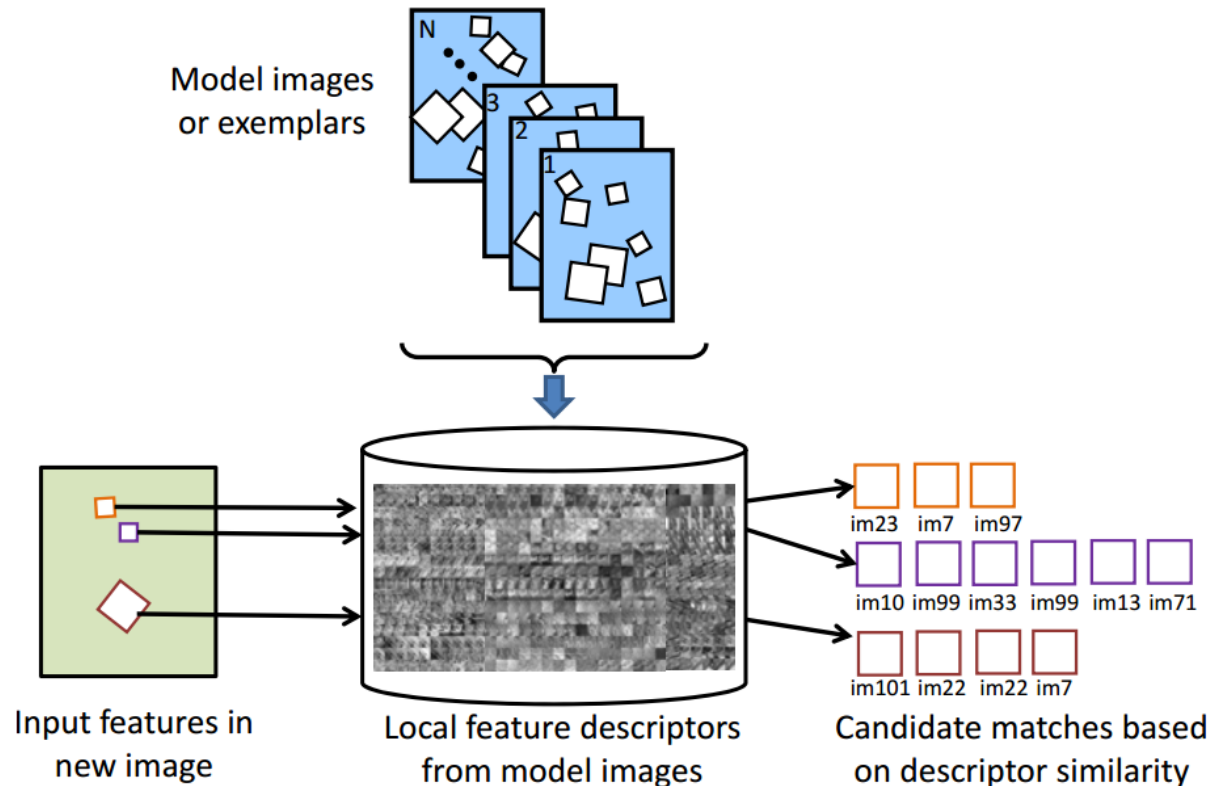 Model images
or exemplars
N
3
2
1
im23 im7 im97
im10 im99 im33 im99 im13 im71
im101 im22 im22 im7
Input features in
new image
Local feature descriptors
from model images
Candidate matches based
on descriptor similarity